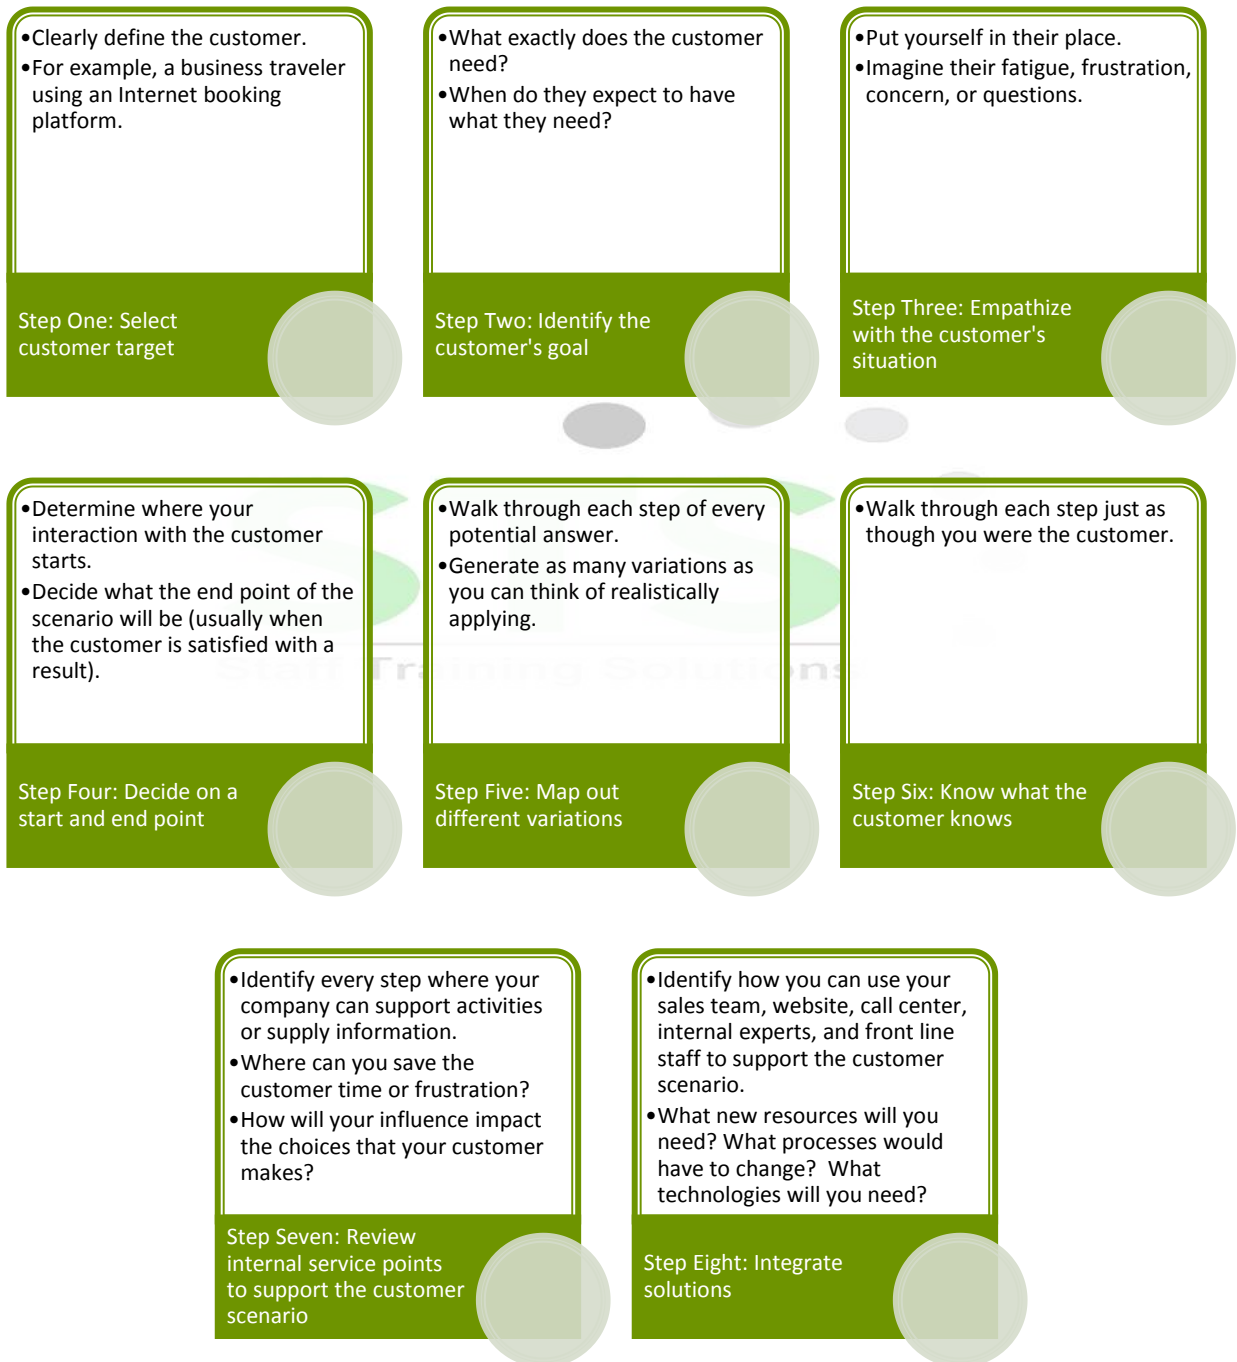 •Clearly define the customer.
•For example, a business traveler
using an Internet booking
platform.
Step One: Select
customer target
•What exactly does the customer
need?
•When do they expect to have
what they need?
Step Two: Identify the
customer's goal
•Put yourself in their place.
•Imagine their fatigue, frustration,
concern, or questions.
Step Three: Empathize
with the customer's
situation
•Determine where your
interaction with the customer
starts.
•Decide what the end point of the
scenario will be (usually when
the customer is satisfied with a
result).
Step Four: Decide on a
start and end point
•Walk through each step of every
potential answer.
•Generate as many variations as
you can think of realistically
applying.
Step Five: Map out
different variations
•Walk through each step just as
though you were the customer.
Step Six: Know what the
customer knows
STS
Staff Training Solutions
•Identify every step where your
company can support activities
or supply information.
•Where can you save the
customer time or frustration?
•How will your influence impact
the choices that your customer
makes?
Step Seven: Review
internal service points
to support the customer
scenario
•Identify how you can use your
sales team, website, call center,
internal experts, and front line
staff to support the customer
scenario.
•What new resources will you
need? What processes would
have to change?  What
technologies will you need?
Step Eight: Integrate
solutions